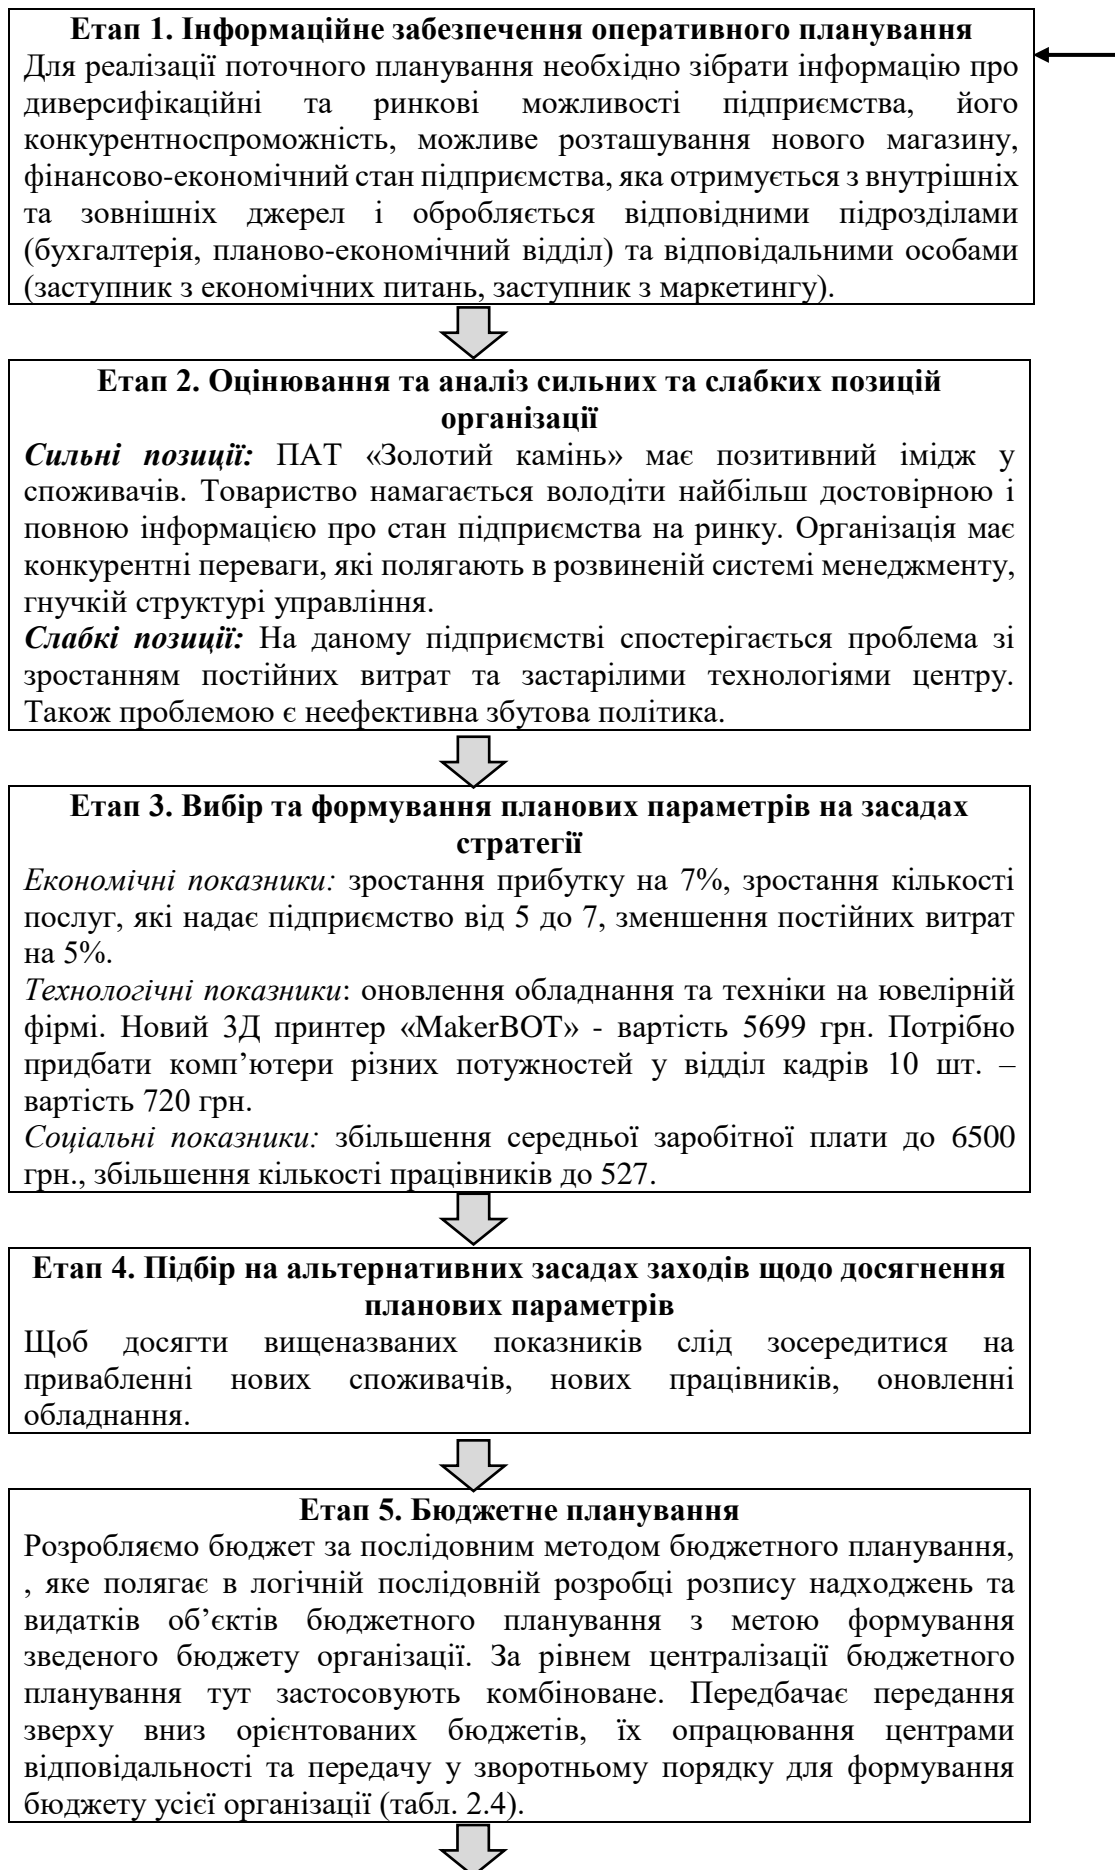 Етап 1. Інформаційне забезпечення оперативного планування
Для реалізації поточного планування необхідно зібрати інформацію про
диверсифікаційні та ринкові можливості підприємства, його
конкурентноспроможність, можливе розташування нового магазину,
фінансово-економічний стан підприємства, яка отримується з внутрішніх
та зовнішніх джерел і обробляється відповідними підрозділами
(бухгалтерія, планово-економічний відділ) та відповідальними особами
(заступник з економічних питань, заступник з маркетингу).
Етап 2. Оцінювання та аналіз сильних та слабких позицій
організації
Сильні позиції: ПАТ «Золотий камінь» має позитивний імідж у
споживачів. Товариство намагається володіти найбільш достовірною і
повною інформацією про стан підприємства на ринку. Організація має
конкурентні переваги, які полягають в розвиненій системі менеджменту,
гнучкій структурі управління.
Слабкі позиції: На даному підприємстві спостерігається проблема зі
зростанням постійних витрат та застарілими технологіями центру.
Також проблемою є неефективна збутова політика.
Етап 3. Вибір та формування планових параметрів на засадах
стратегії
Економічні показники: зростання прибутку на 7%, зростання кількості
послуг, які надає підприємство від 5 до 7, зменшення постійних витрат
на 5%.
Технологічні показники: оновлення обладнання та техніки на ювелірній
фірмі. Новий 3Д принтер «MakerBOT» - вартість 5699 грн. Потрібно
придбати комп’ютери різних потужностей у відділ кадрів 10 шт. –
вартість 720 грн.
Соціальні показники: збільшення середньої заробітної плати до 6500
грн., збільшення кількості працівників до 527.
Етап 4. Підбір на альтернативних засадах заходів щодо досягнення
планових параметрів
Щоб досягти вищеназваних показників слід зосередитися на
привабленні нових споживачів, нових працівників, оновленні
обладнання.
Етап 5. Бюджетне планування
Розробляємо бюджет за послідовним методом бюджетного планування,
, яке полягає в логічній послідовній розробці розпису надходжень та
видатків об’єктів бюджетного планування з метою формування
зведеного бюджету організації. За рівнем централізації бюджетного
планування тут застосовують комбіноване. Передбачає передання
зверху вниз орієнтованих бюджетів, їх опрацювання центрами
відповідальності та передачу у зворотньому порядку для формування
бюджету усієї організації (табл. 2.4).